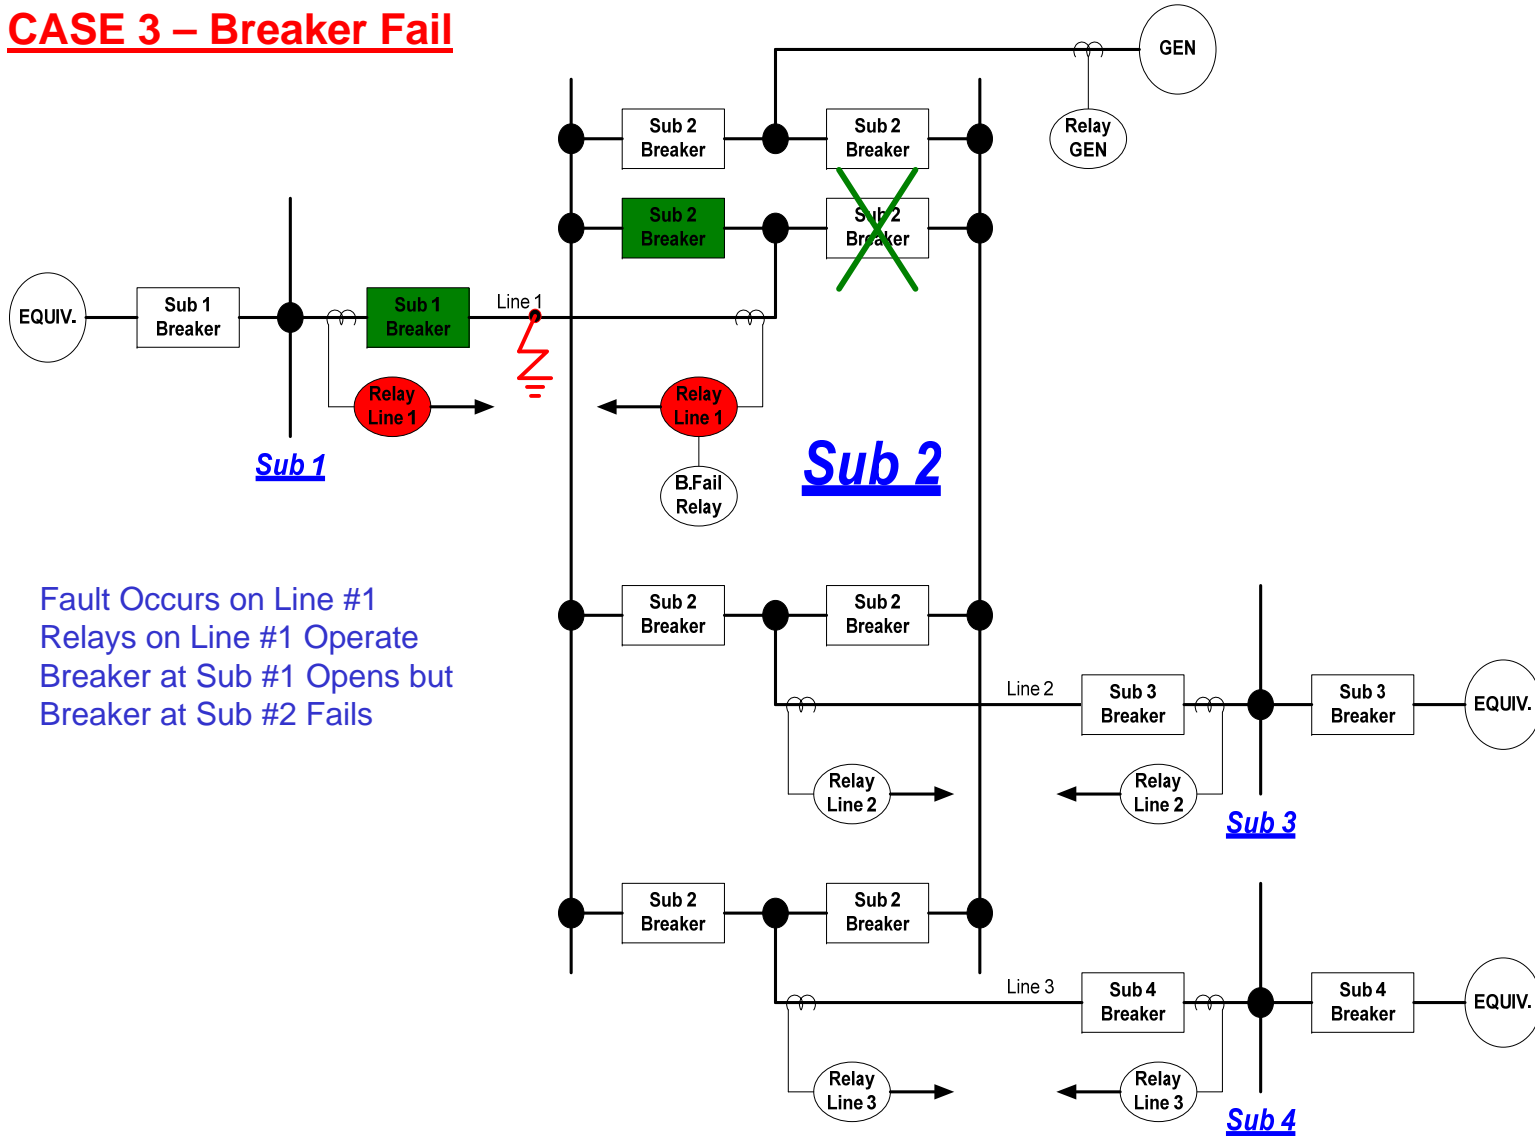 CASE 3 – Breaker Fail
GEN
Sub 2
Breaker
Sub 2
Breaker
Relay
GEN
Sub 2
Breaker
Sub 2
Breaker
EQUIV.
Sub 1
Breaker
Sub 1
Breaker
Line 1
Relay
Line 1
Relay
Line 1
Sub 1
Sub 2
B.Fail
Relay
Fault Occurs on Line #1
Relays on Line #1 Operate
Breaker at Sub #1 Opens but
Breaker at Sub #2 Fails
Sub 2
Breaker
Sub 2
Breaker
Line 2
Sub 3
Breaker
Sub 3
Breaker
EQUIV.
Relay
Line 2
Relay
Line 2
Sub 3
Sub 2
Breaker
Sub 2
Breaker
Line 3
Sub 4
Breaker
Sub 4
Breaker
EQUIV.
Relay
Line 3
Relay
Line 3
Sub 4